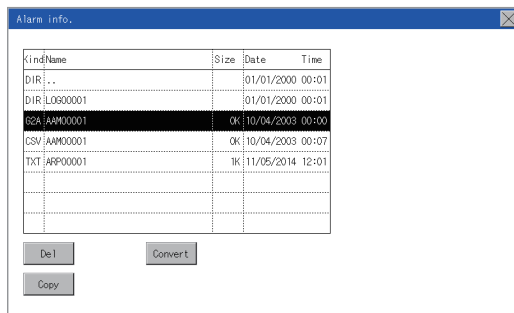 Alarm info.
Kind Name Size Date Time
DIR .. 01/01/2000 00:01
DIR LOG00001 01/01/2000 00:01
G2A AAM00001 0K 10/04/2003 00:00
CSV AAM00001 0K 10/04/2003 00:07
TXT ARP00001 1K 11/05/2014 12:01
Del Convert
Copy